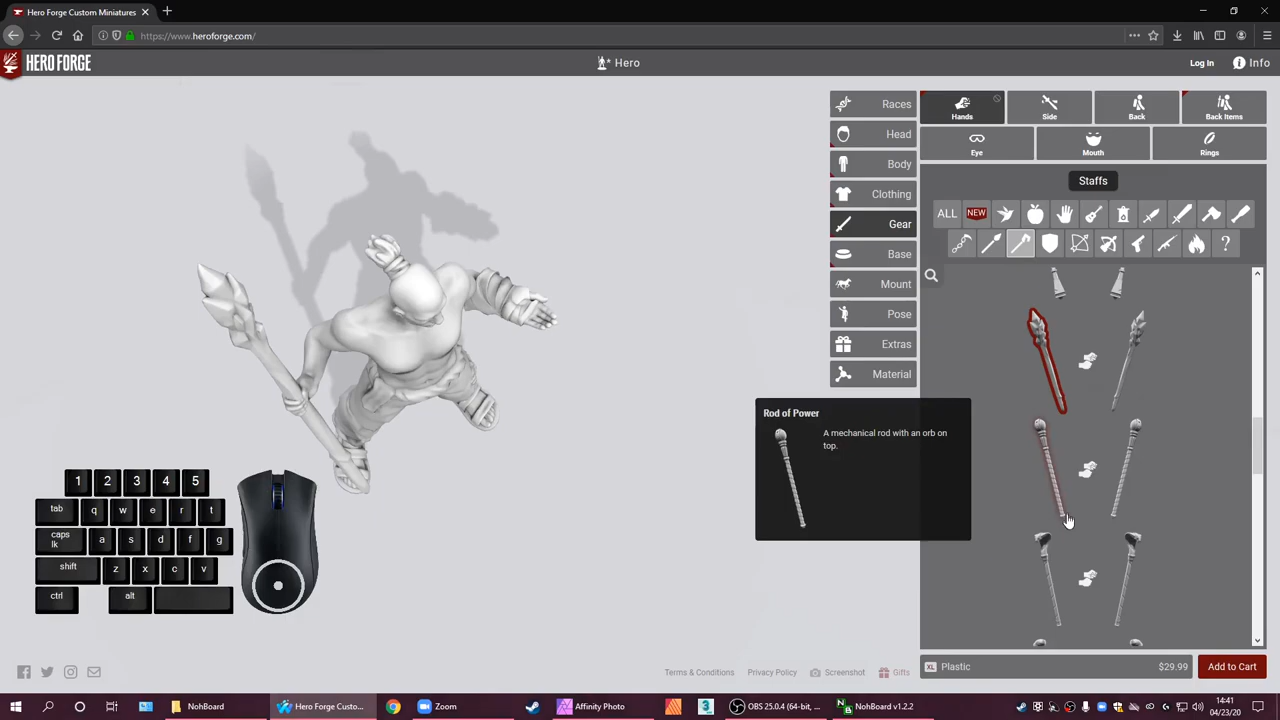 Hero Forge Custom Miniatures
https://www.heroforge.com/
HERO FORGE
* Hero
Log In
Info
Races
Head
Body
Clothing
Gear
Base
Mount
Pose
Extras
Material
Hands
Side
Back
Back Items
Eye
Mouth
Rings
Staffs
ALL
NEW
?
Rod of Power
A mechanical rod with an orb on
top.
1 2 3 4 5
tab q w e r t
caps
lk
a s d f g
shift z x c v
ctrl alt
Terms & Conditions
Privacy Policy
Screenshot
Gifts
XL Plastic
$29.99
Add to Cart
NohBoard
Hero Forge Custo...
Zoom
Affinity Photo
OBS 25.0.4 (64-bit, ...
NohBoard v1.2.2
14:41
04/23/20